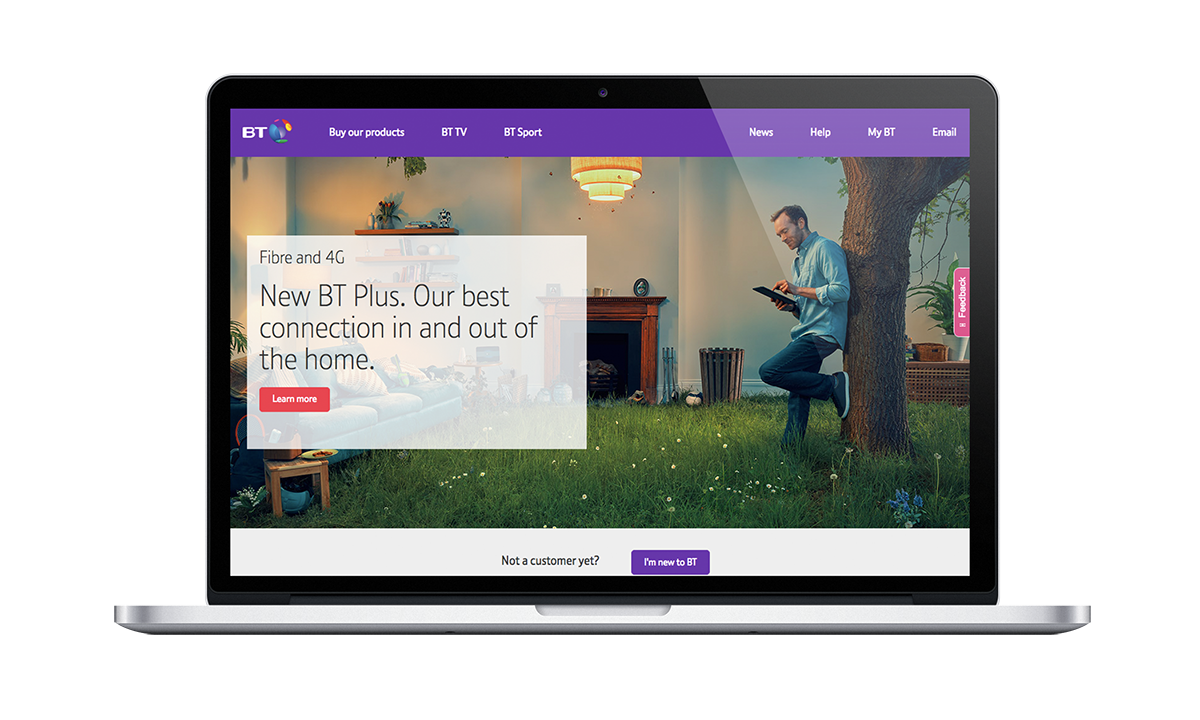 BT
Buy our products
BT TV
BT Sport
News
Help
My BT
Email
Fibre and 4G
New BT Plus. Our best
connection in and out of
the home.
Learn more
Feedback
Not a customer yet?
I'm new to BT